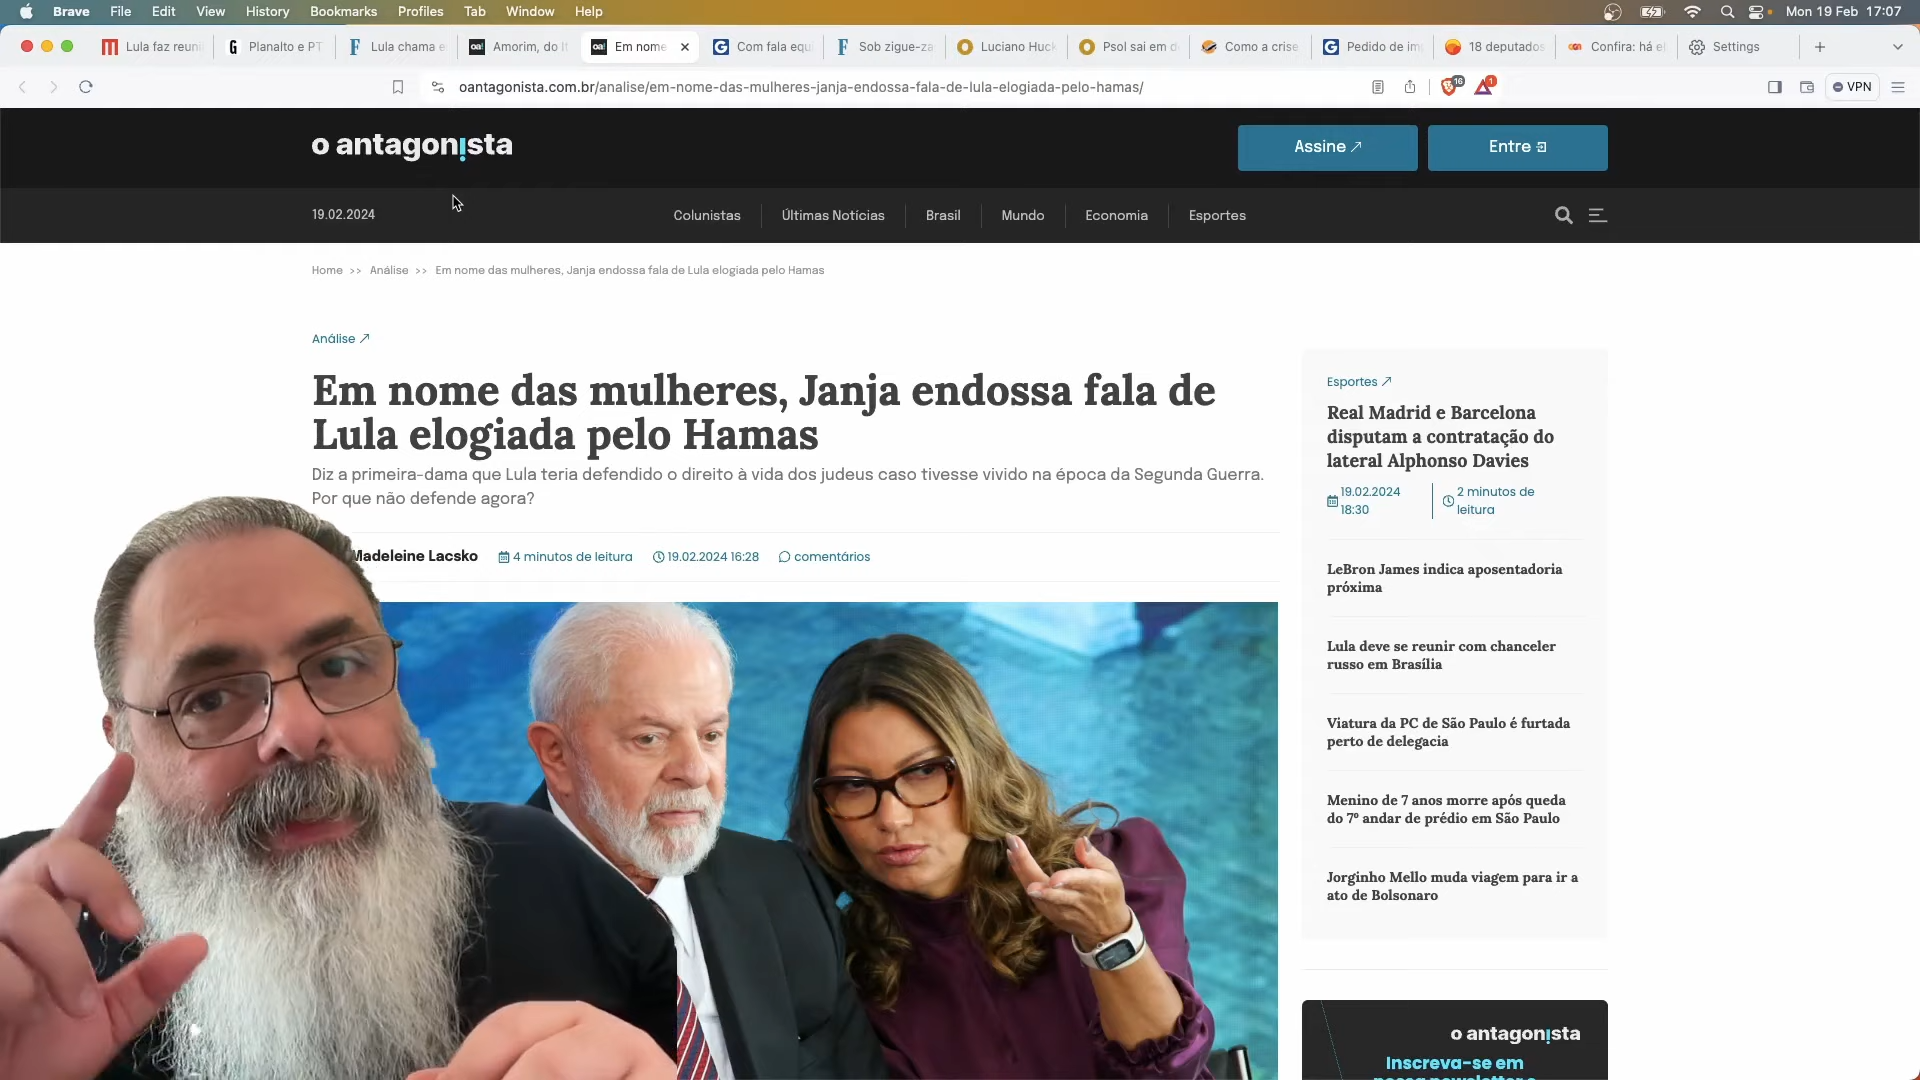 Brave File Edit View History Bookmarks Profiles Tab Window Help Mon 19 Feb 17:07
Lula faz reuni Planalto e PT Lula chama e Amorim, do It Em nome Com fala equ Sob zigue-za Luciano Huck Psol sai em d Como a crise Pedido de im 18 deputados Confira: há el Settings
oantagonista.com.br/analise/em-nome-das-mulheres-janja-endossa-fala-de-lula-elogiada-pelo-hamas/ 16 1 VPN
o antagonista
Assine
Entre
19.02.2024
Colunistas Últimas Notícias Brasil Mundo Economia Esportes
Home >> Análise >> Em nome das mulheres, Janja endossa fala de Lula elogiada pelo Hamas
Análise
Em nome das mulheres, Janja endossa fala de
Lula elogiada pelo Hamas
Diz a primeira-dama que Lula teria defendido o direito à vida dos judeus caso tivesse vivido na época da Segunda Guerra.
Por que não defende agora?
Madeleine Lacsko 4 minutos de leitura 19.02.2024 16:28 comentários
Esportes
Real Madrid e Barcelona
disputam a contratação do
lateral Alphonso Davies
19.02.2024
18:30
2 minutos de
leitura
LeBron James indica aposentadoria
próxima
Lula deve se reunir com chanceler
russo em Brasília
Viatura da PC de São Paulo é furtada
perto de delegacia
Menino de 7 anos morre após queda
do 7º andar de prédio em São Paulo
Jorginho Mello muda viagem para ir a
ato de Bolsonaro
o antagonista
Inscreva-se em